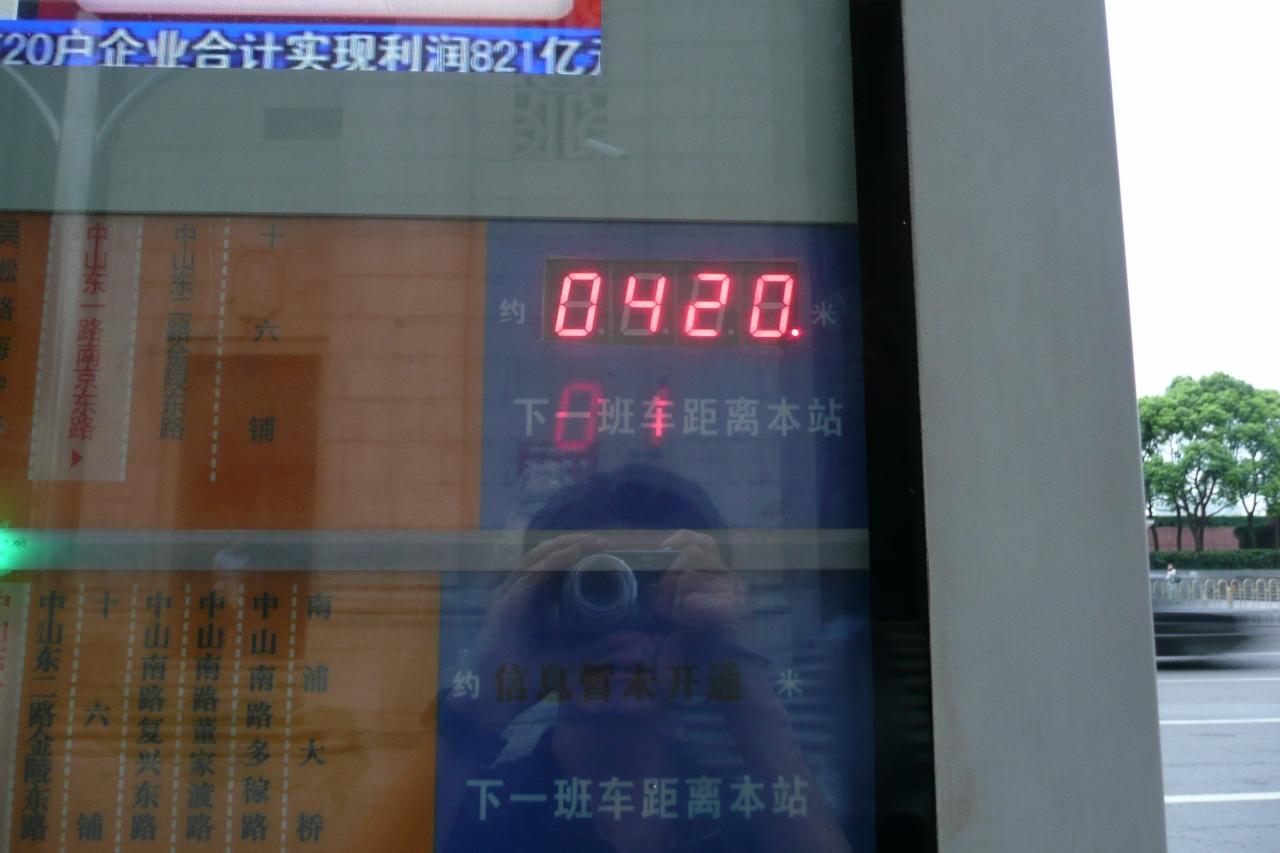 20户企业合计实现利润821亿
中山东一路南京东路
中山东二路金陵东路
十六铺
约 0420. 米
下一班车距离本站
中山东二路金陵东路
十六铺
中山南路复兴东路
中山南路董家渡路
中山南路多稼路
南浦大桥
约 信息暂未开通 米
下一班车距离本站